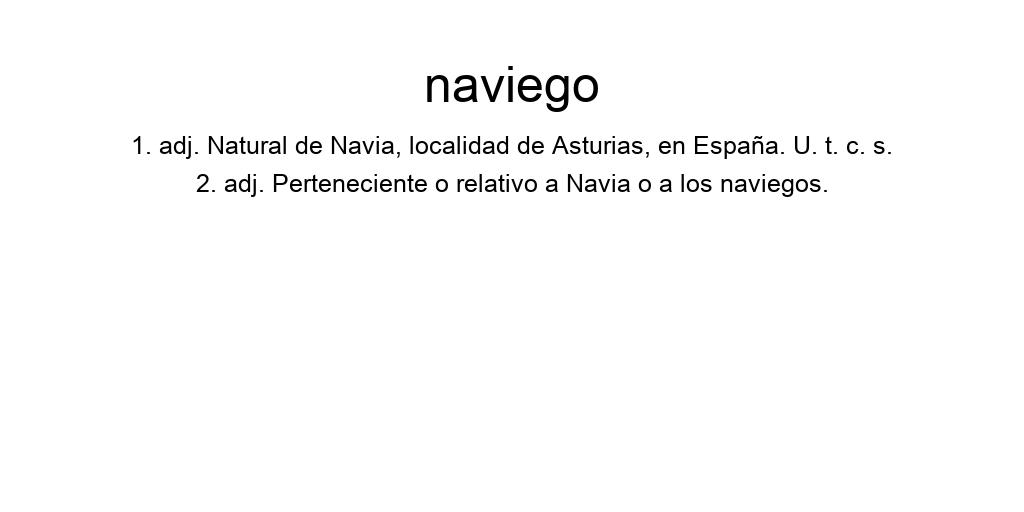 naviego
1. adj. Natural de Navia, localidad de Asturias, en España. U. t. c. s.
2. adj. Perteneciente o relativo a Navia o a los naviegos.